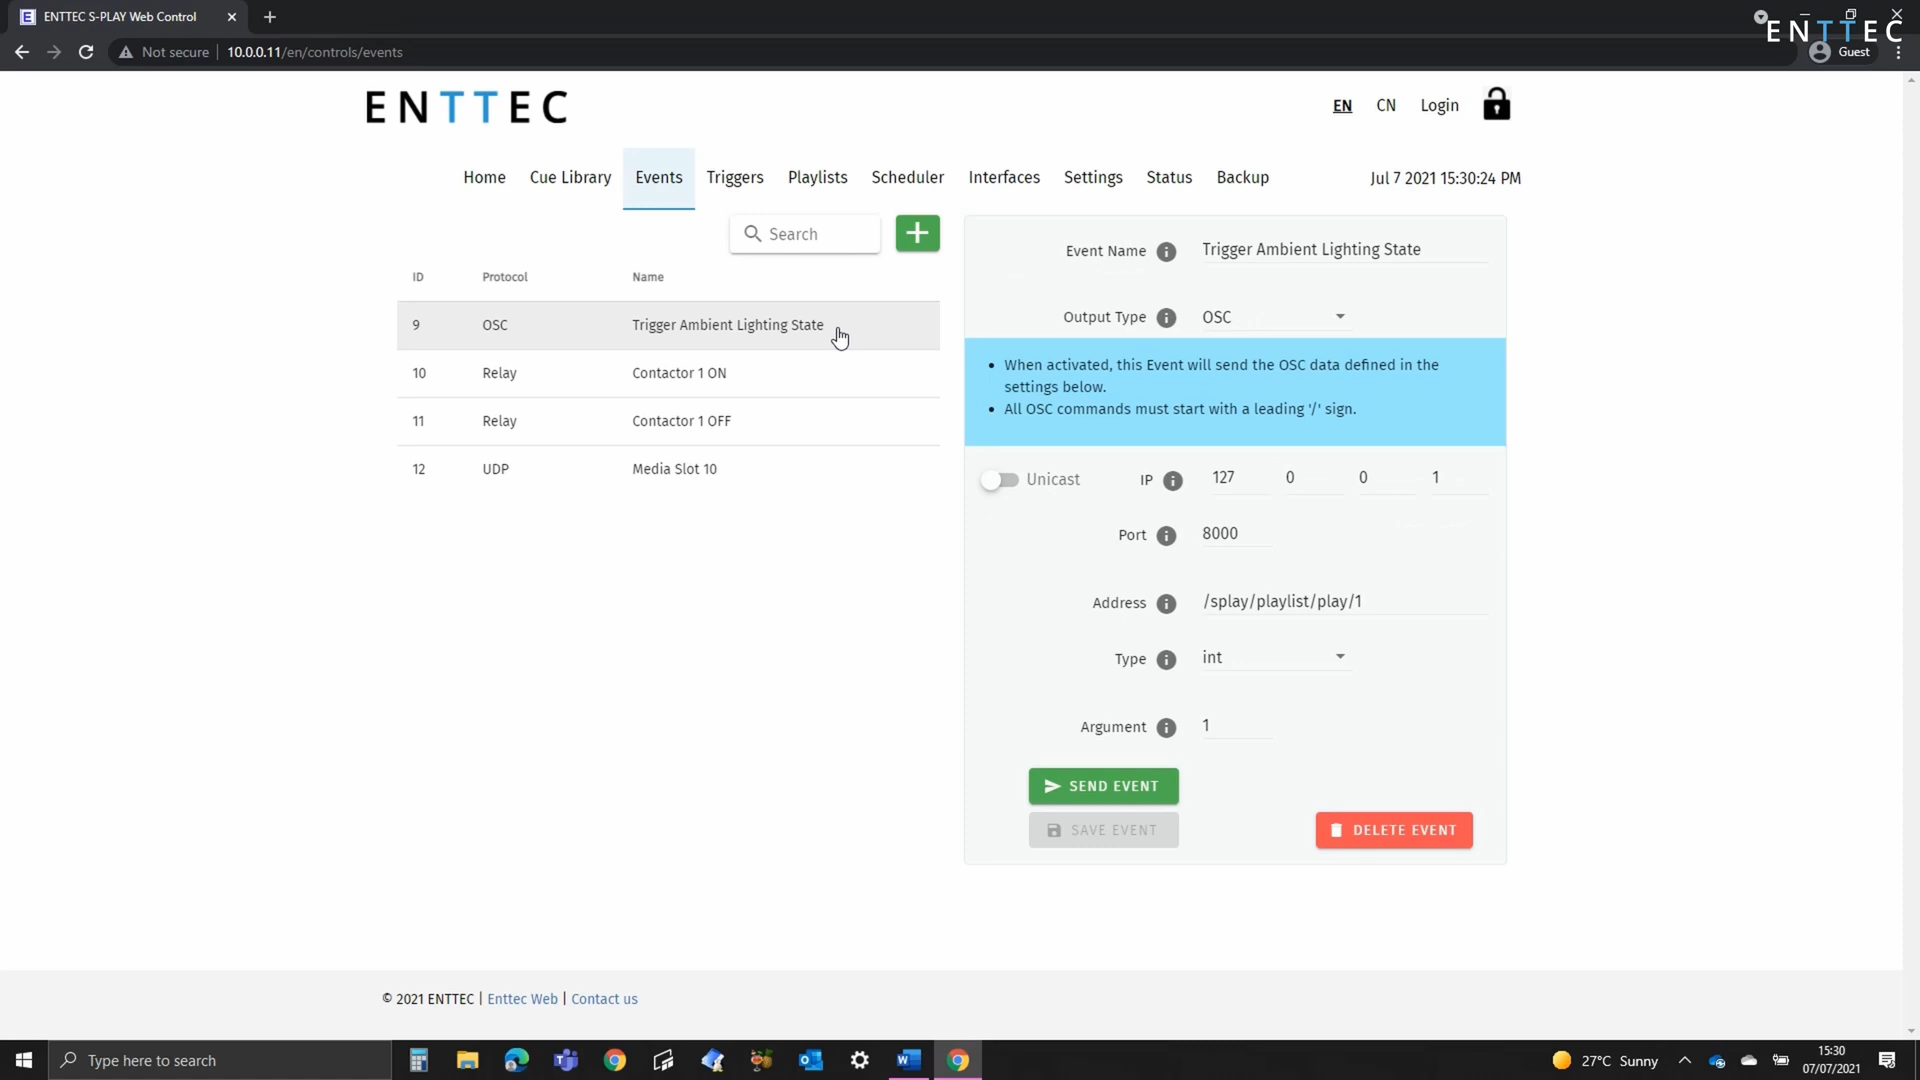 ENTTEC S-PLAY Web Control
ENTTEC
Not secure
10.0.0.11/en/controls/events
Guest
ENTTEC
EN
CN
Login
Home
Cue Library
Events
Triggers
Playlists
Scheduler
Interfaces
Settings
Status
Backup
Jul 7 2021 15:30:24 PM
Search
ID
Protocol
Name
9
OSC
Trigger Ambient Lighting State
10
Relay
Contactor 1 ON
11
Relay
Contactor 1 OFF
12
UDP
Media Slot 10
Event Name
Trigger Ambient Lighting State
Output Type
OSC
When activated, this Event will send the OSC data defined in the
settings below.
All OSC commands must start with a leading '/' sign.
Unicast
IP
127
0
0
1
Port
8000
Address
/splay/playlist/play/1
Type
int
Argument
1
SEND EVENT
SAVE EVENT
DELETE EVENT
© 2021 ENTTEC | Enttec Web | Contact us
Type here to search
27°C Sunny
15:30
07/07/2021